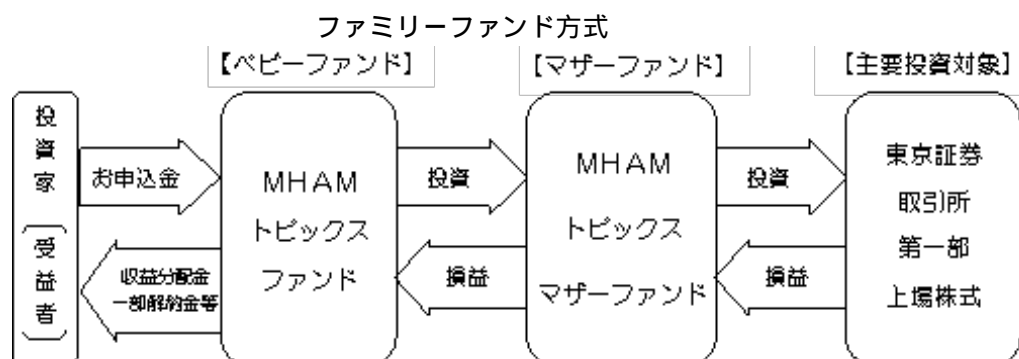 ファミリーファンド方式
【ベビーファンド】
【マザーファンド】
【主要投資対象】
投資家
(受益者)
お申込金
収益分配金
一部解約金等
MHAM
トピックス
ファンド
投資
損益
MHAM
トピックス
マザーファンド
投資
損益
東京証券
取引所
第一部
上場株式